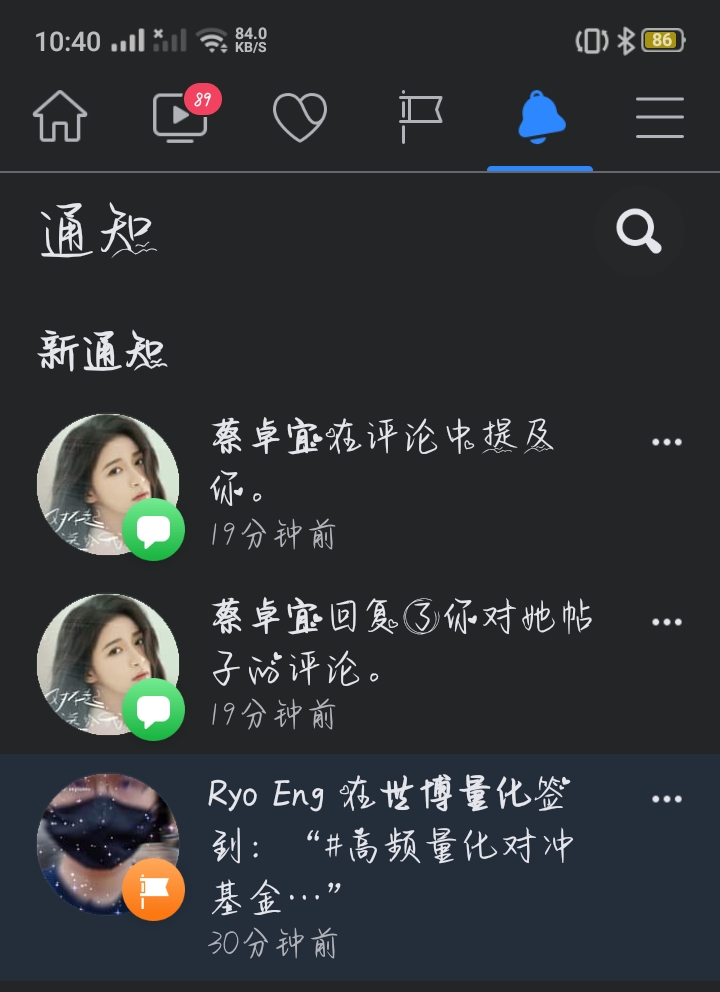 10:40
84.0
KB/S
86
89
通知
新通知
蔡卓宜在评论中提及
你。
19分钟前
蔡卓宜回复了你对她帖
子的评论。
19分钟前
Ryo Eng 在世博量化签
到：“#高频量化对冲
基金…”
30分钟前